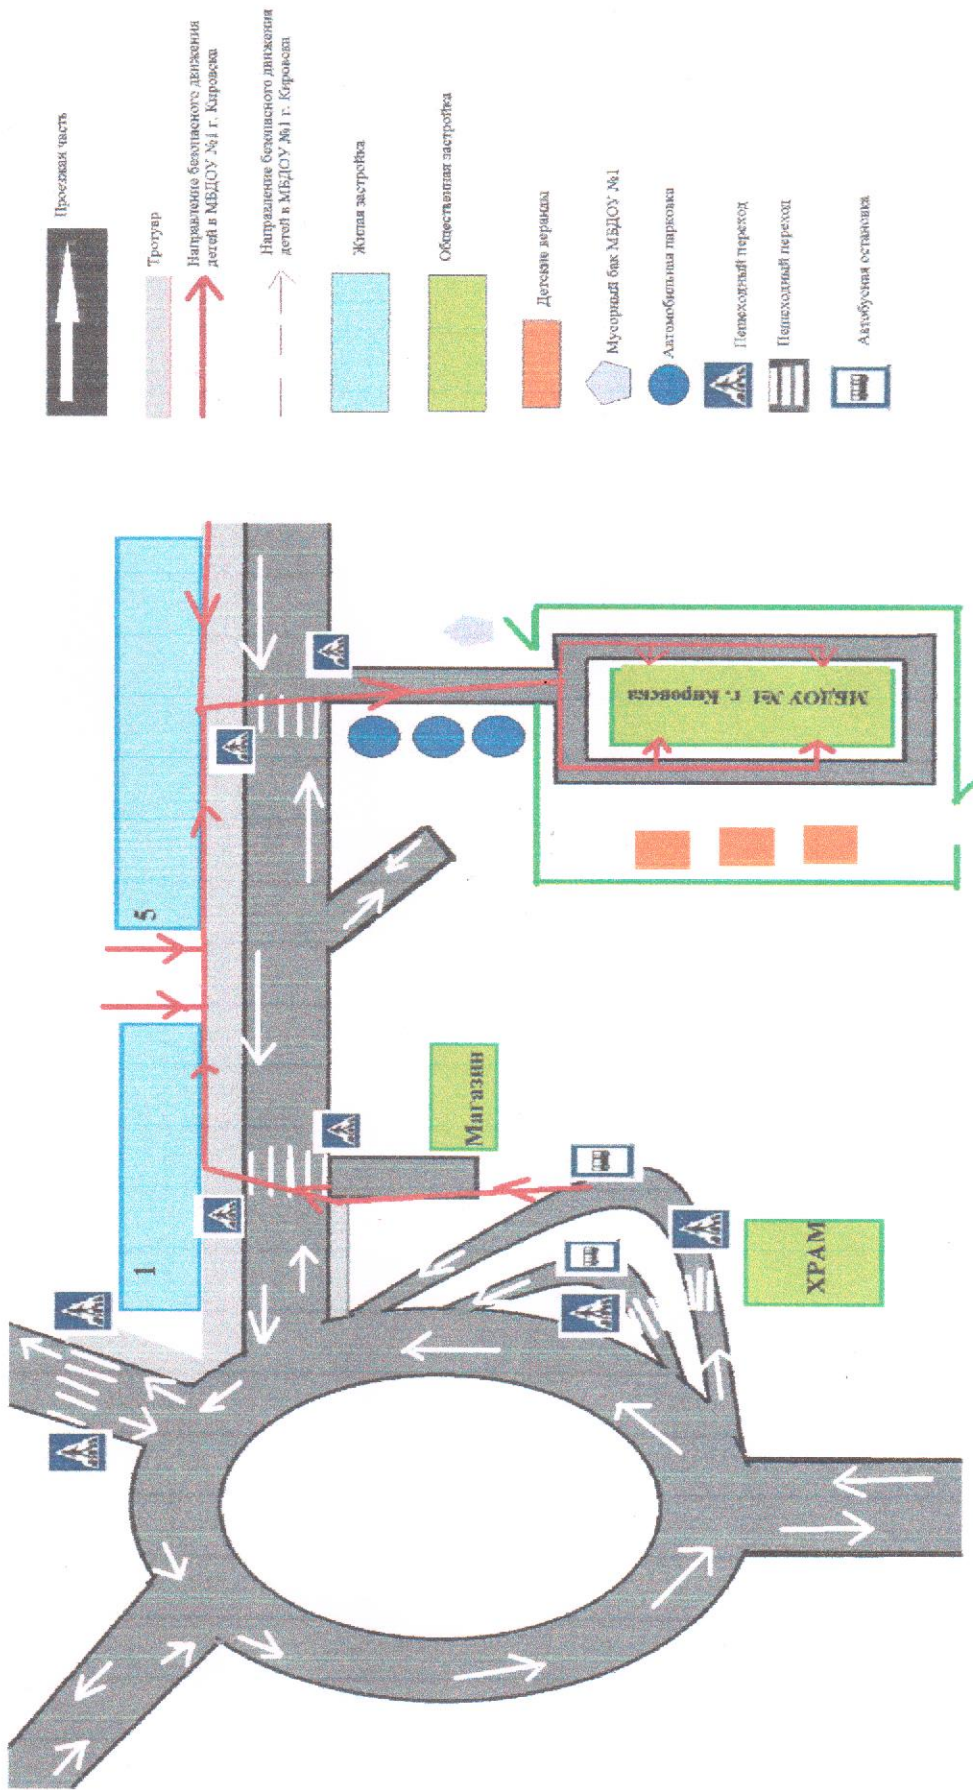 Проезжая часть
Тротуар
Направление безопасного движения
детей в МБДОУ №1 г. Кировска
Направление безопасного движения
детей в МБДОУ №1 г. Кировска
Жилая застройка
Общественная застройка
Детские веранды
Мусорный бак МБДОУ №1
Автомобильная парковка
Пешеходный переход
Пешеходный переход
Автобусная остановка
1
5
Магазин
ХРАМ
МБДОУ №1 г. Кировска